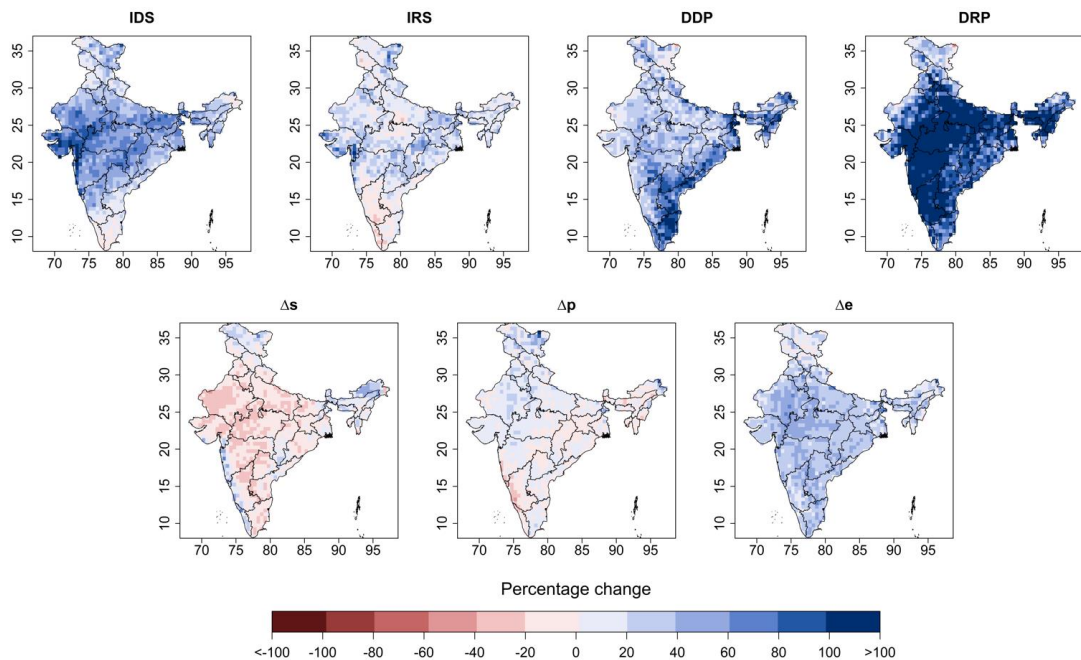 IDS IRS DDP DRP
35 35 35 35
30 30 30 30
25 25 25 25
20 20 20 20
15 15 15 15
10 10 10 10
70 75 80 85 90 95 70 75 80 85 90 95 70 75 80 85 90 95 70 75 80 85 90 95
Δs Δp Δe
35 35 35
30 30 30
25 25 25
20 20 20
15 15 15
10 10 10
70 75 80 85 90 95 70 75 80 85 90 95 70 75 80 85 90 95
Percentage change
<-100 -100 -80 -60 -40 -20 0 20 40 60 80 100 >100